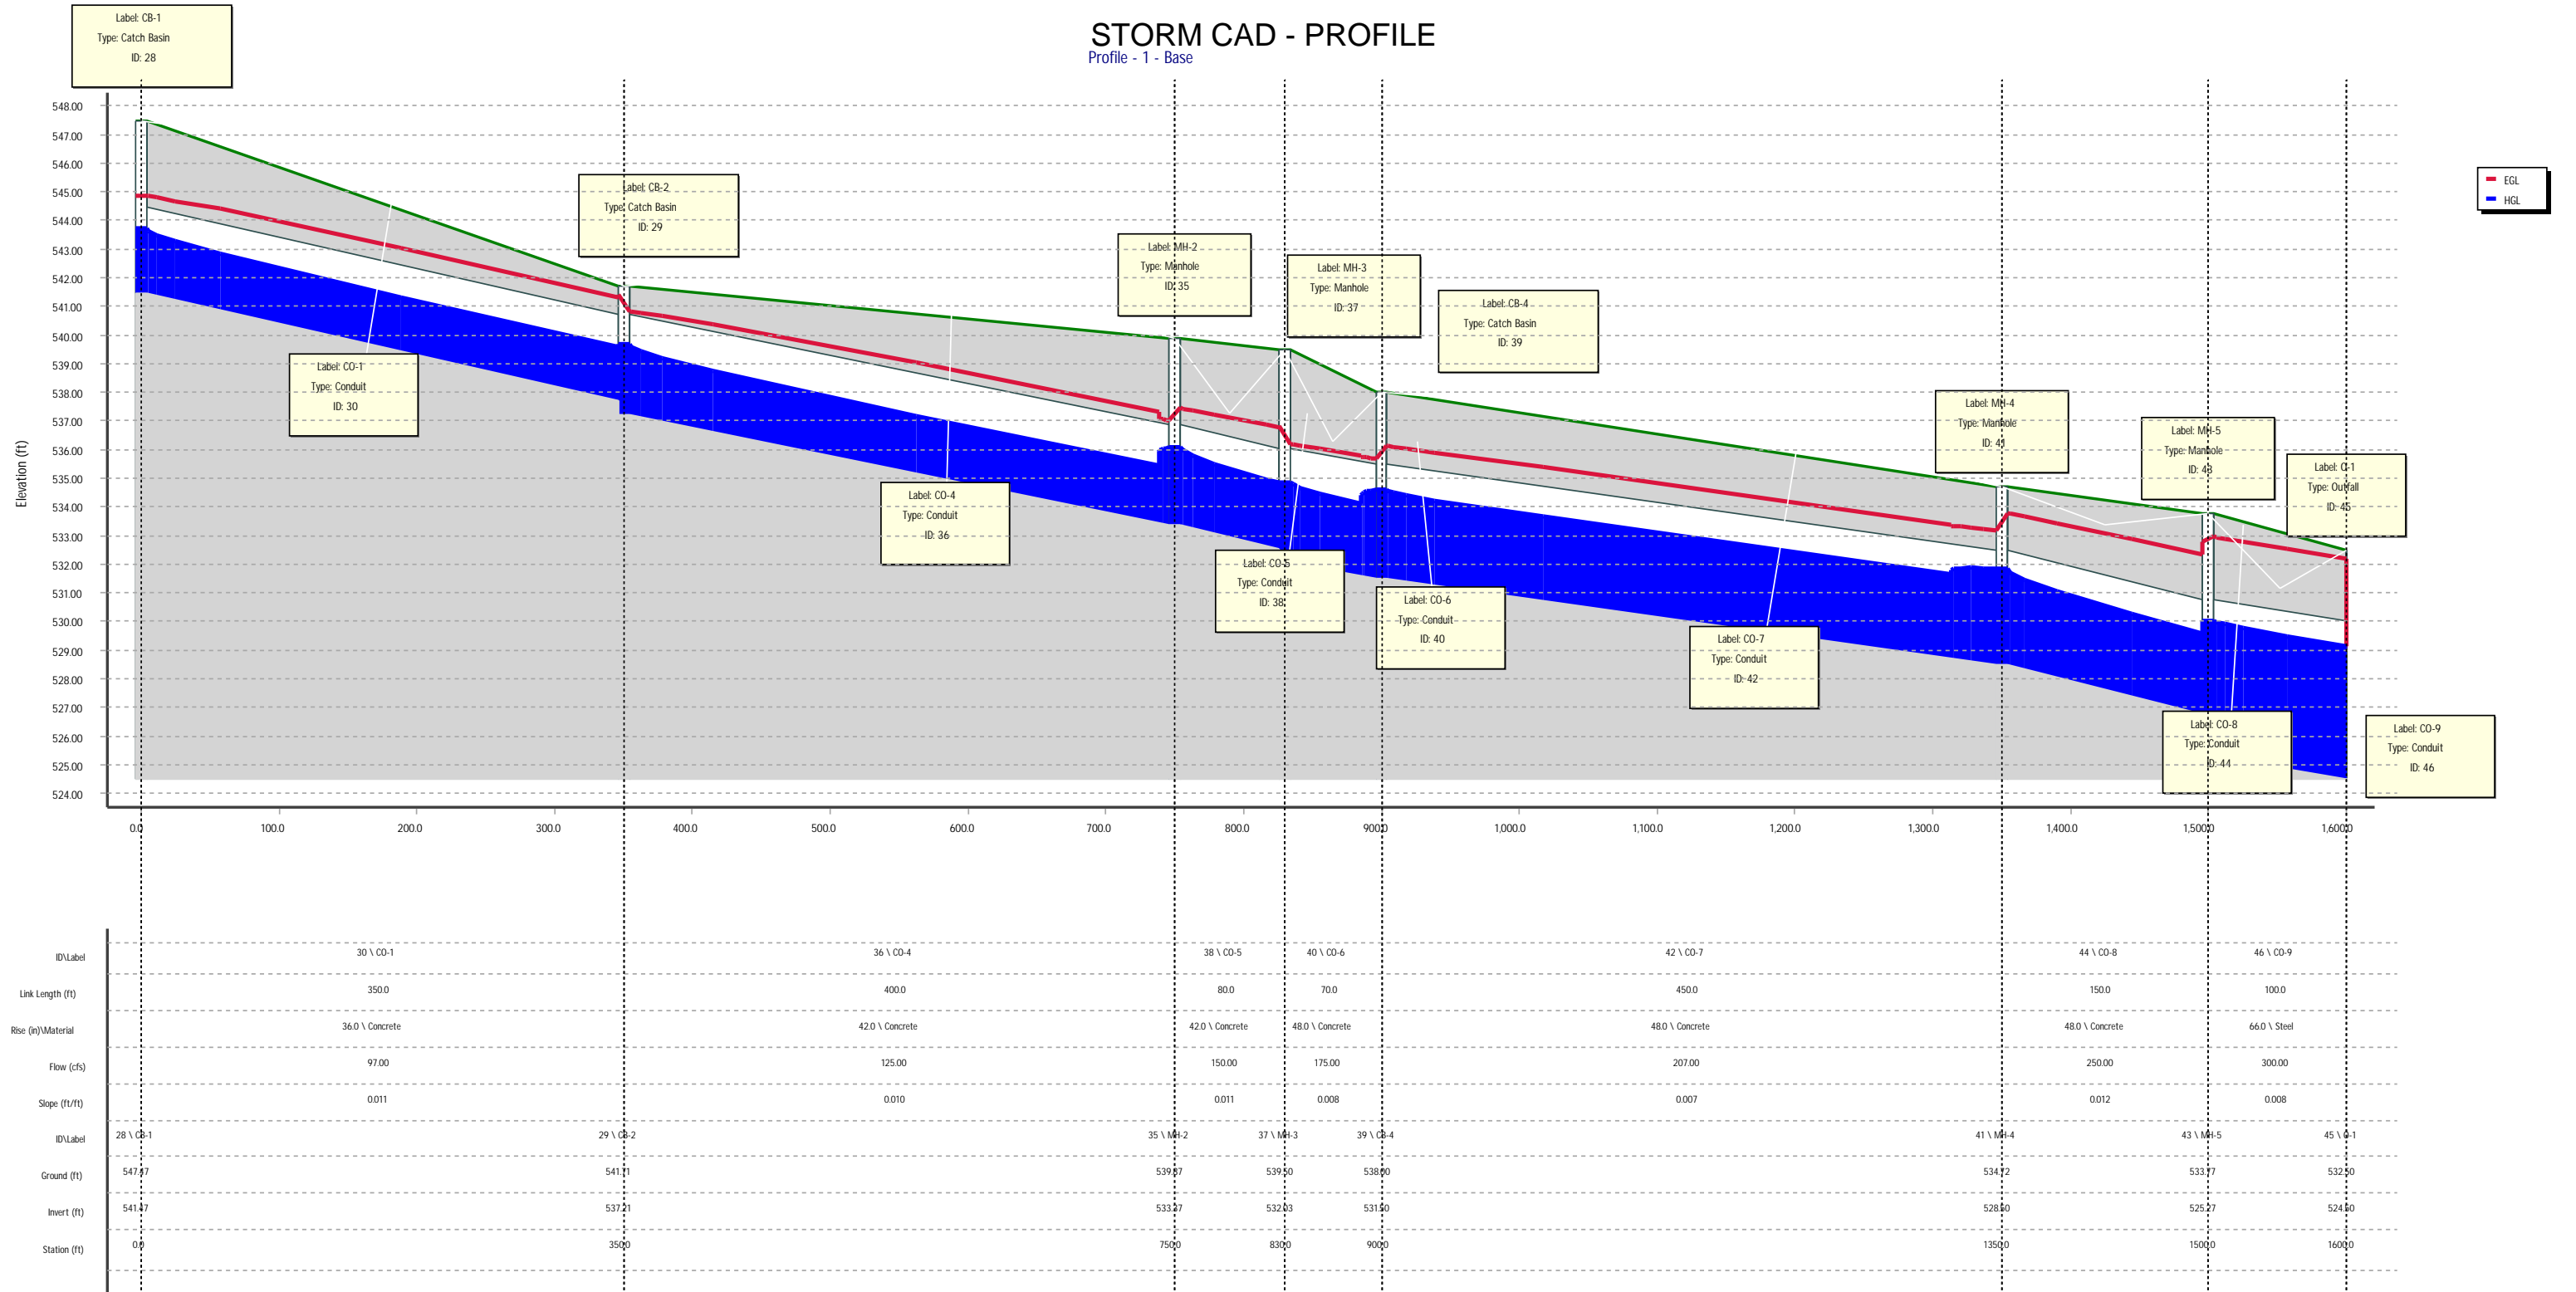 STORM CAD - PROFILE
Profile - 1 - Base
Label: CB-1
Type: Catch Basin
ID: 28
Label: CB-2
Type: Catch Basin
ID: 29
Label: MH-2
Type: Manhole
ID: 35
Label: MH-3
Type: Manhole
ID: 37
Label: CB-4
Type: Catch Basin
ID: 39
Label: MH-4
Type: Manhole
ID: 41
Label: MH-5
Type: Manhole
ID: 43
Label: O-1
Type: Outfall
ID: 45
EGL
HGL
Label: CO-1
Type: Conduit
ID: 30
Label: CO-4
Type: Conduit
ID: 36
Label: CO-5
Type: Conduit
ID: 38
Label: CO-6
Type: Conduit
ID: 40
Label: CO-7
Type: Conduit
ID: 42
Label: CO-8
Type: Conduit
ID: 44
Label: CO-9
Type: Conduit
ID: 46
Elevation (ft)
548.00
547.00
546.00
545.00
544.00
543.00
542.00
541.00
540.00
539.00
538.00
537.00
536.00
535.00
534.00
533.00
532.00
531.00
530.00
529.00
528.00
527.00
526.00
525.00
524.00
0.0 100.0 200.0 300.0 400.0 500.0 600.0 700.0 800.0 900.0 1,000.0 1,100.0 1,200.0 1,300.0 1,400.0 1,500.0 1,600.0
ID\Label 30 \ CO-1 36 \ CO-4 38 \ CO-5 40 \ CO-6 42 \ CO-7 44 \ CO-8 46 \ CO-9
Link Length (ft) 350.0 400.0 80.0 70.0 450.0 150.0 100.0
Rise (in)\Material 36.0 \ Concrete 42.0 \ Concrete 42.0 \ Concrete 48.0 \ Concrete 48.0 \ Concrete 48.0 \ Concrete 66.0 \ Steel
Flow (cfs) 97.00 125.00 150.00 175.00 207.00 250.00 300.00
Slope (ft/ft) 0.011 0.010 0.011 0.008 0.007 0.012 0.008
ID\Label 28 \ CB-1 29 \ CB-2 35 \ MH-2 37 \ MH-3 39 \ CB-4 41 \ MH-4 43 \ MH-5 45 \ O-1
Ground (ft) 547.47 541.71 539.87 539.50 538.00 534.72 533.77 532.50
Invert (ft) 541.47 537.21 533.37 532.03 531.50 528.50 525.27 524.50
Station (ft) 0.0 350.0 750.0 830.0 900.0 1350.0 1500.0 1600.0